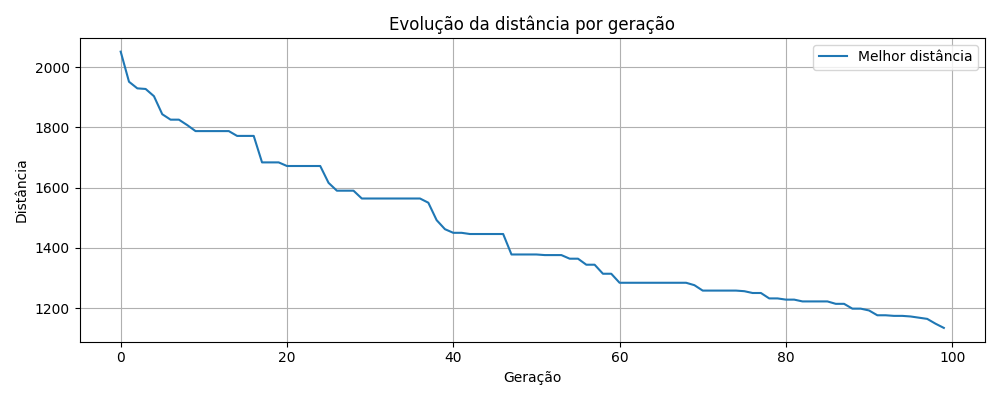 Evolução da distância por geração
Melhor distância
Distância
2000
1800
1600
1400
1200
0 20 40 60 80 100
Geração